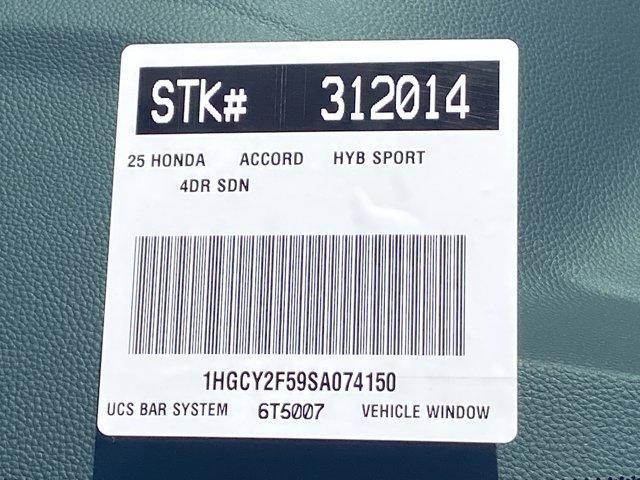 STK# 312014
25 HONDA ACCORD HYB SPORT
4DR SDN
1HGCY2F59SA074150
UCS BAR SYSTEM 6T5007 VEHICLE WINDOW